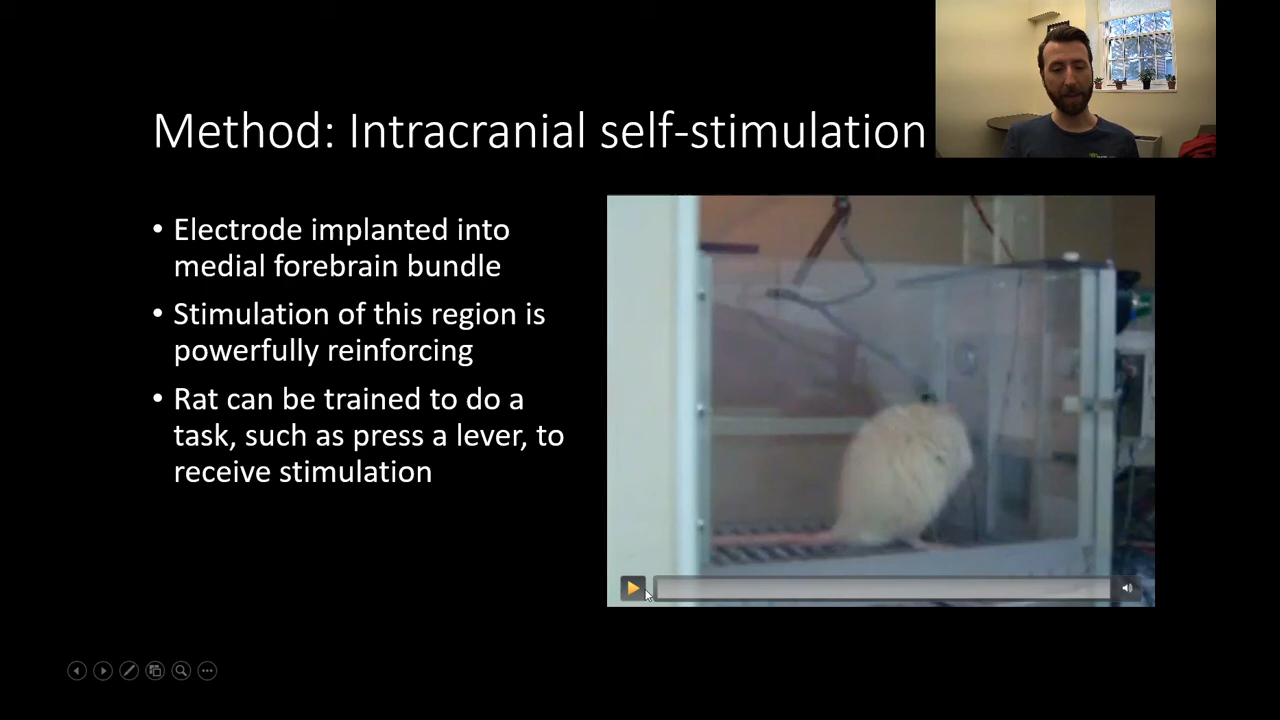 Method: Intracranial self-stimulation
• Electrode implanted into
medial forebrain bundle
• Stimulation of this region is
powerfully reinforcing
• Rat can be trained to do a
task, such as press a lever, to
receive stimulation